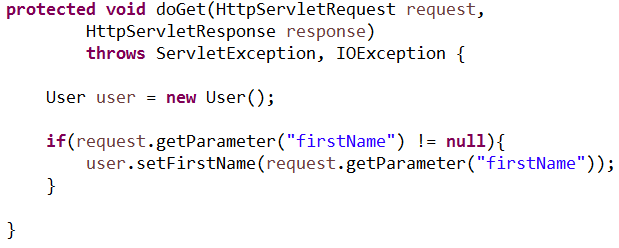 protected void doGet(HttpServletRequest request,
        HttpServletResponse response)
        throws ServletException, IOException {

    User user = new User();

    if(request.getParameter("firstName") != null){
        user.setFirstName(request.getParameter("firstName"));
    }

}